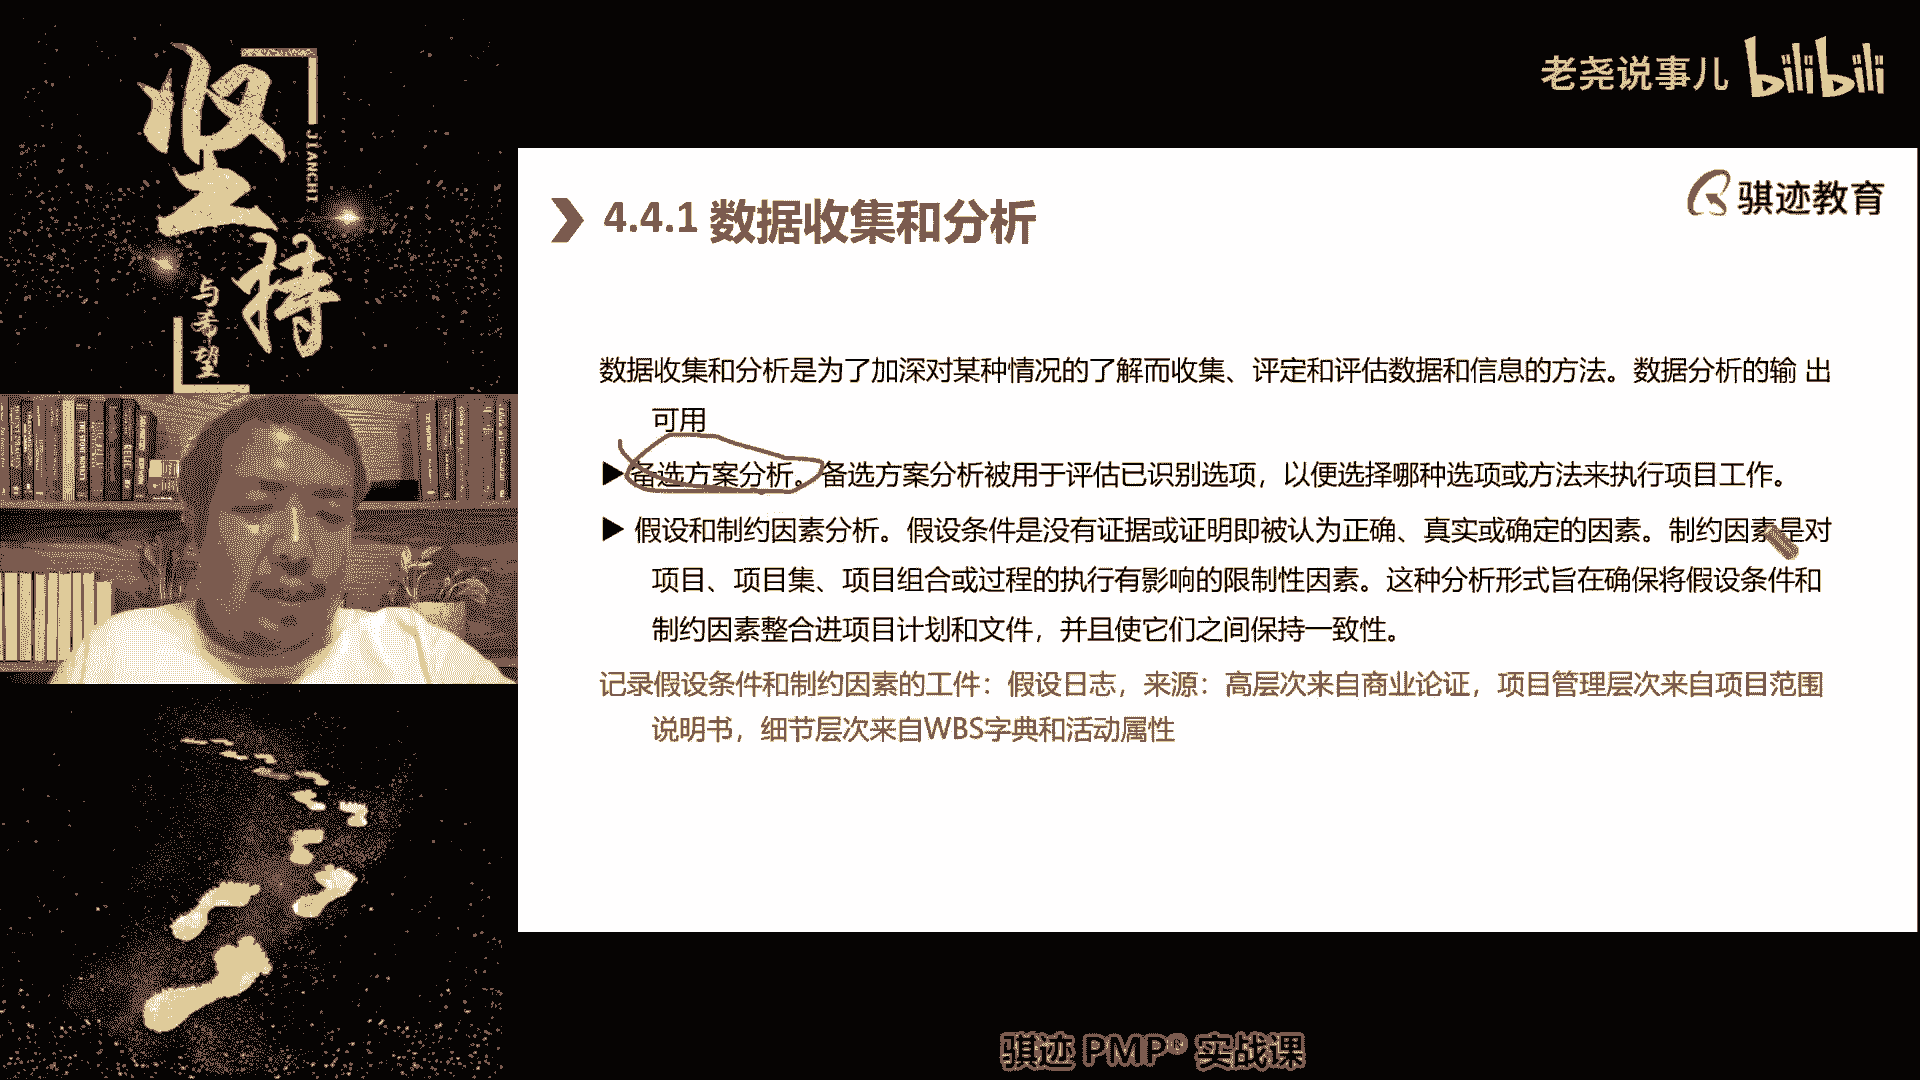 坚持
JIANCHI
与希望
老尧说事儿 bilibili
骐迹教育
4.4.1 数据收集和分析
数据收集和分析是为了加深对某种情况的了解而收集、评定和评估数据和信息的方法。数据分析的输 出
可用
▶备选方案分析。备选方案分析被用于评估已识别选项，以便选择哪种选项或方法来执行项目工作。
▶ 假设和制约因素分析。假设条件是没有证据或证明即被认为正确、真实或确定的因素。制约因素是对
项目、项目集、项目组合或过程的执行有影响的限制性因素。这种分析形式旨在确保将假设条件和
制约因素整合进项目计划和文件，并且使它们之间保持一致性。
记录假设条件和制约因素的工件：假设日志，来源：高层次来自商业论证，项目管理层次来自项目范围
说明书，细节层次来自WBS字典和活动属性
骐迹 PMP® 实战课